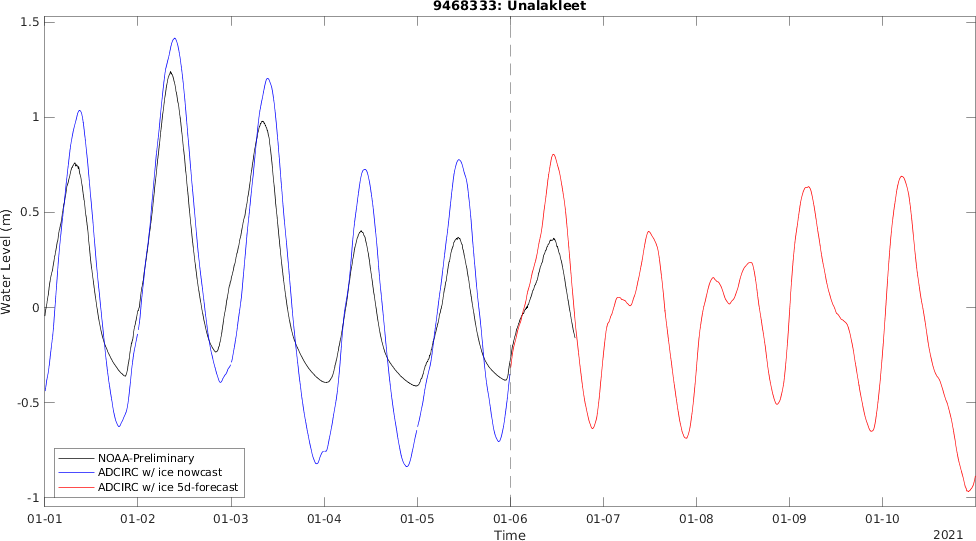 9468333: Unalakleet
1.5
1
0.5
0
-0.5
-1
Water Level (m)
NOAA-Preliminary
ADCIRC w/ ice nowcast
ADCIRC w/ ice 5d-forecast
01-01 01-02 01-03 01-04 01-05 01-06 01-07 01-08 01-09 01-10
Time
2021